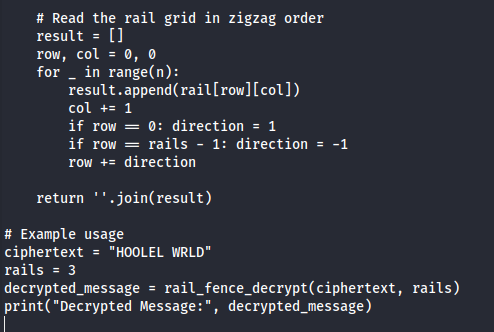 # Read the rail grid in zigzag order
    result = []
    row, col = 0, 0
    for _ in range(n):
        result.append(rail[row][col])
        col += 1
        if row == 0: direction = 1
        if row == rails - 1: direction = -1
        row += direction

    return ''.join(result)

# Example usage
ciphertext = "HOOLEL WRLD"
rails = 3
decrypted_message = rail_fence_decrypt(ciphertext, rails)
print("Decrypted Message:", decrypted_message)